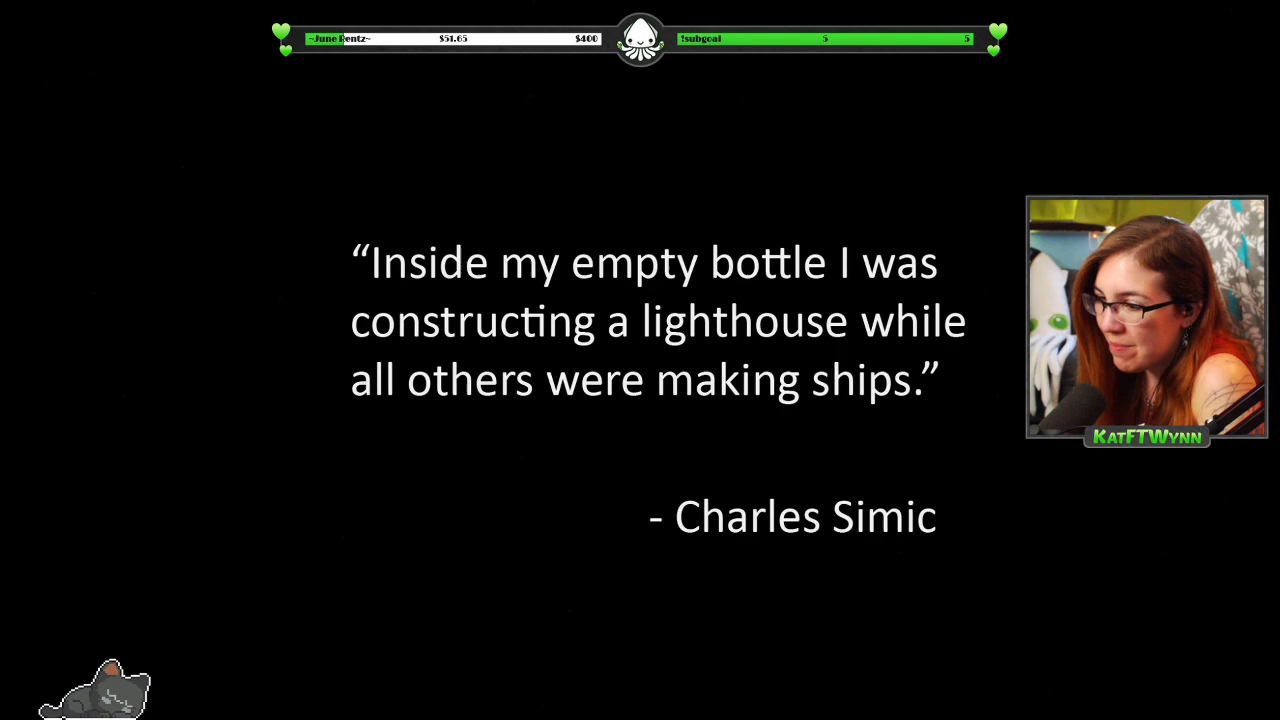 ~June Rentz~ $51.65 $400 !subgoal 5 5
“Inside my empty bottle I was
constructing a lighthouse while
all others were making ships.”
- Charles Simic
KatFTWynn